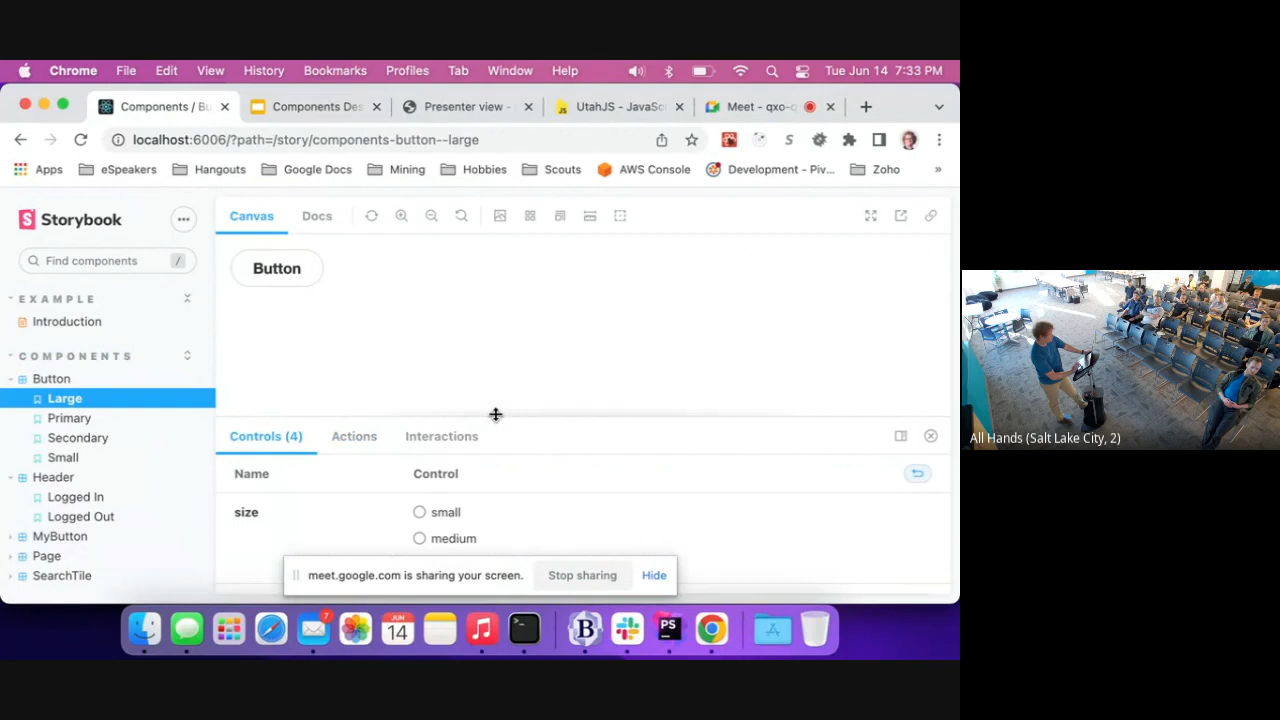 Chrome File Edit View History Bookmarks Profiles Tab Window Help Tue Jun 14 7:33 PM
Components / Bu Components Des Presenter view - UtahJS - JavaSc Meet - qxo-
localhost:6006/?path=/story/components-button--large
Apps eSpeakers Hangouts Google Docs Mining Hobbies Scouts AWS Console Development - Piv... Zoho »
Storybook
Canvas Docs
Find components /
Button
EXAMPLE
Introduction
COMPONENTS
Button
Large
Primary
Secondary
Small
Header
Logged In
Logged Out
MyButton
Page
SearchTile
Controls (4) Actions Interactions
Name Control
size small
medium
meet.google.com is sharing your screen. Stop sharing Hide
7
JUN
14
B
PS
All Hands (Salt Lake City, 2)